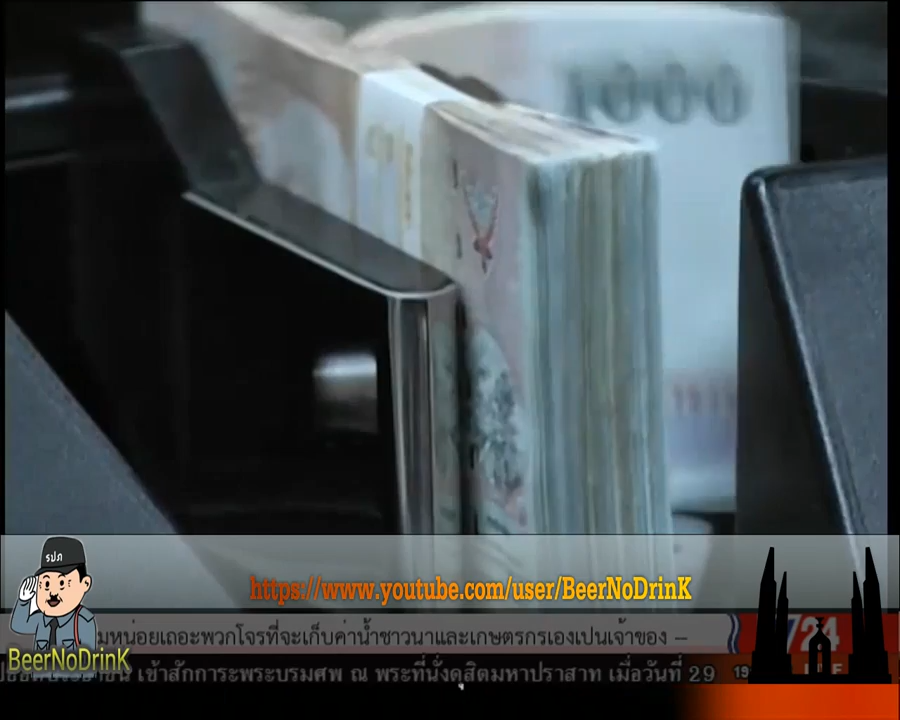 1000
รปภ
https://www.youtube.com/user/BeerNoDrinK
มหน่อยเถอะพวกโจรที่จะเก็บค่าน้ำชาวนาและเกษตรกรเองเปนเจ้าของ –
24
BeerNoDrinK
เข้าสักการะพระบรมศพ ณ พระที่นั่งดุสิตมหาปราสาท เมื่อวันที่ 29